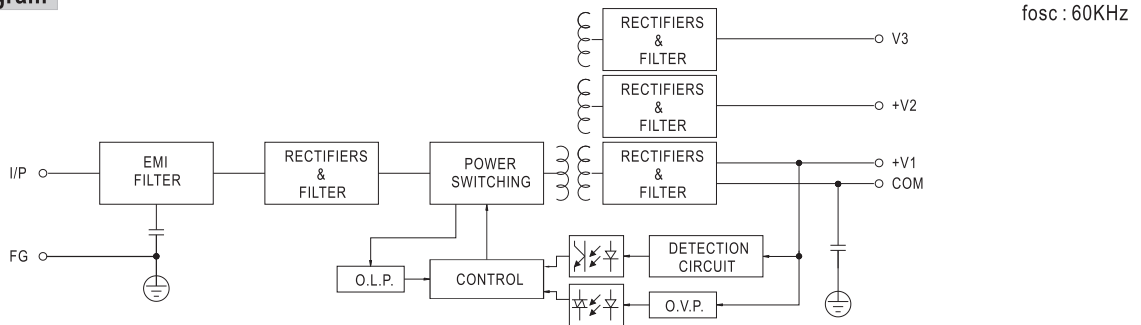 fosc : 60KHz
RECTIFIERS
&
FILTER
V3
RECTIFIERS
&
FILTER
+V2
I/P
EMI
FILTER
RECTIFIERS
&
FILTER
POWER
SWITCHING
RECTIFIERS
&
FILTER
+V1
COM
FG
O.L.P.
CONTROL
DETECTION
CIRCUIT
O.V.P.